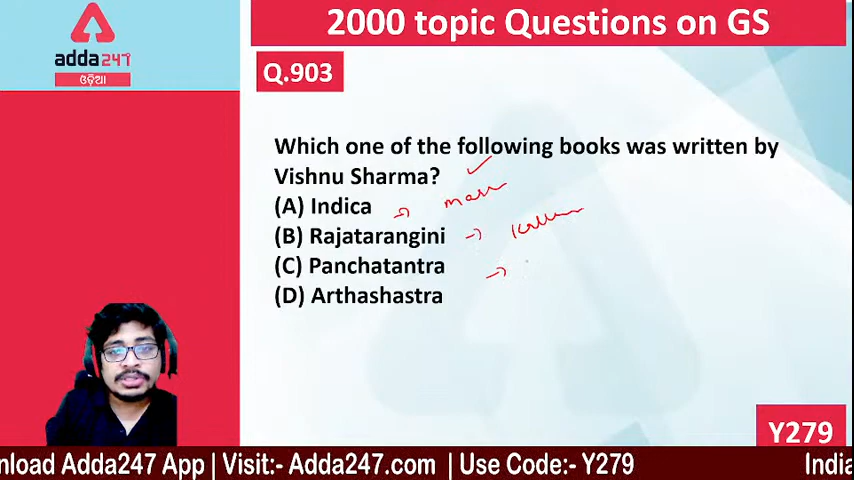 2000 topic Questions on GS
adda247
ଓଡ଼ିଆ
Q.903
Which one of the following books was written by
Vishnu Sharma?
(A) Indica
(B) Rajatarangini
(C) Panchatantra
(D) Arthashastra
Y279
nload Adda247 App | Visit:- Adda247.com | Use Code:- Y279 India